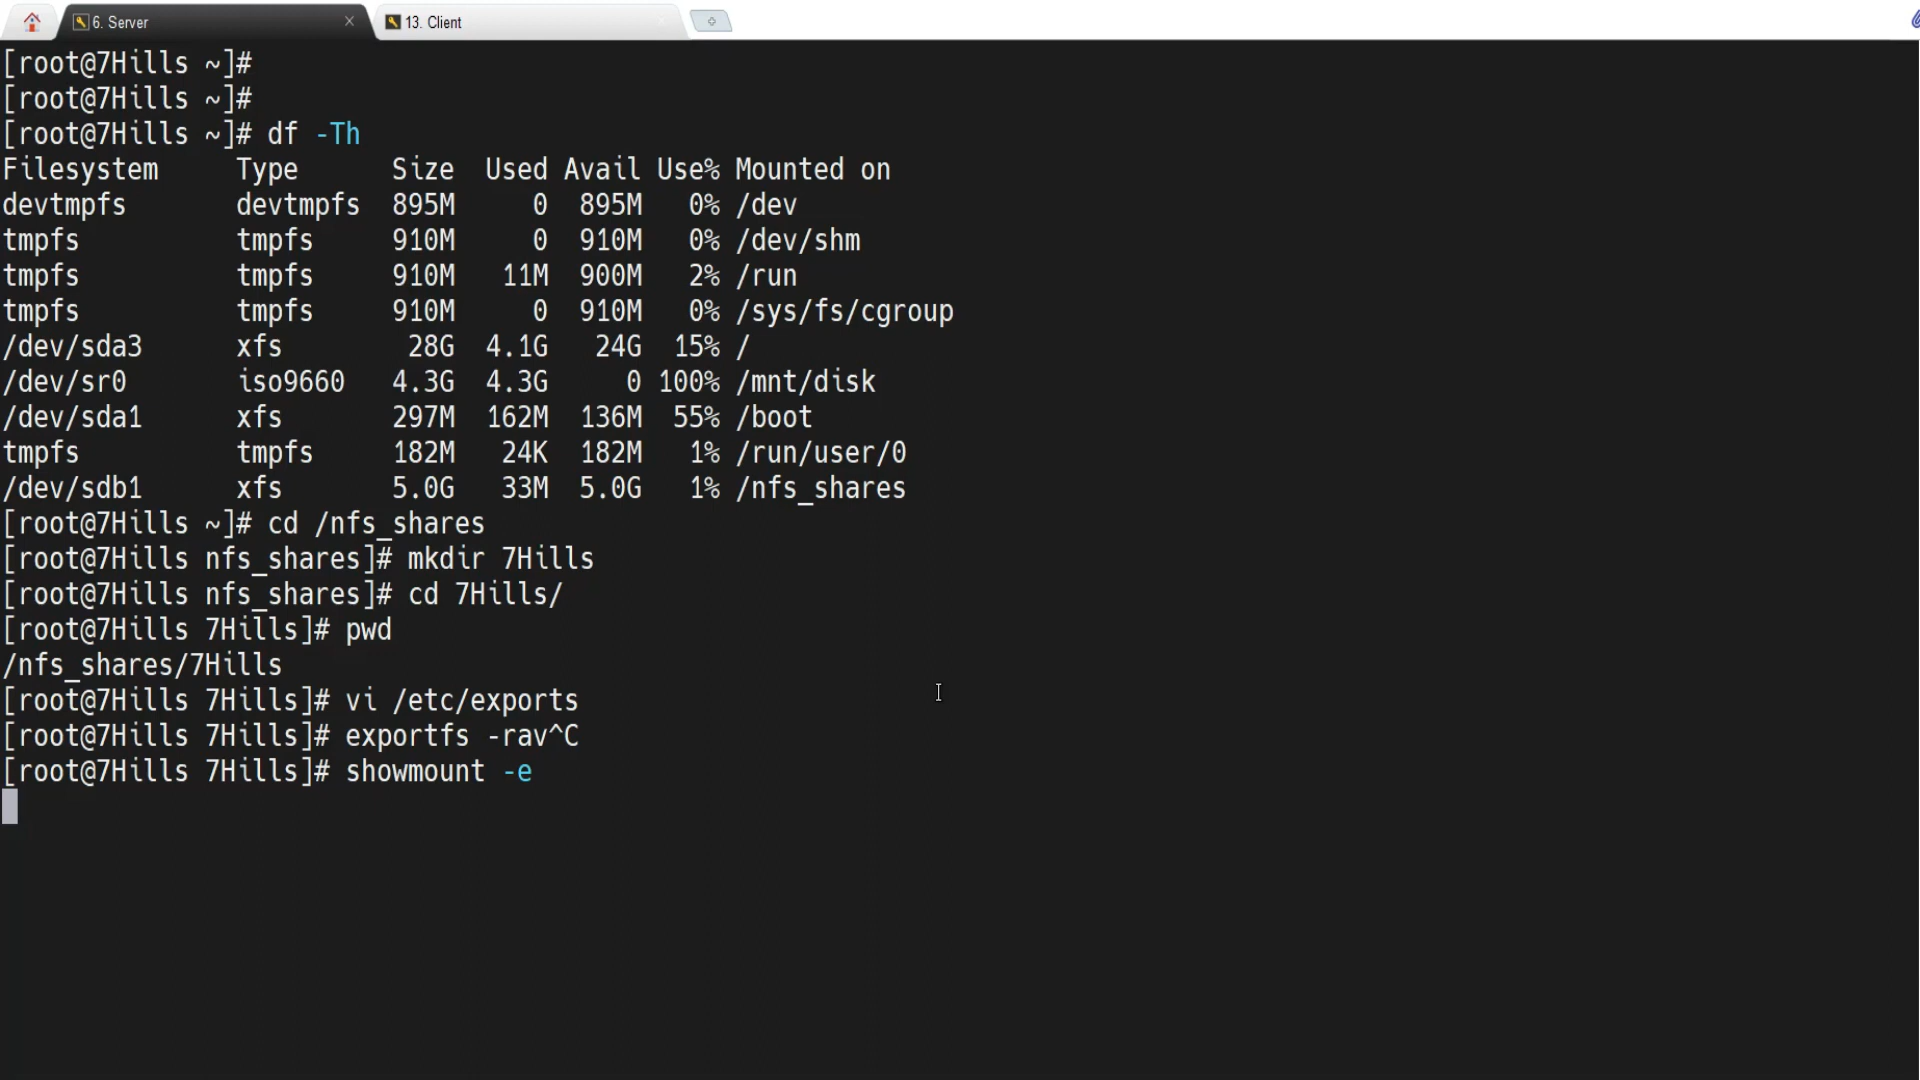 6. Server
13. Client
[root@7Hills ~]#
[root@7Hills ~]#
[root@7Hills ~]# df -Th
Filesystem     Type      Size  Used Avail Use% Mounted on
devtmpfs       devtmpfs  895M     0  895M   0% /dev
tmpfs          tmpfs     910M     0  910M   0% /dev/shm
tmpfs          tmpfs     910M   11M  900M   2% /run
tmpfs          tmpfs     910M     0  910M   0% /sys/fs/cgroup
/dev/sda3      xfs        28G  4.1G   24G  15% /
/dev/sr0       iso9660   4.3G  4.3G     0 100% /mnt/disk
/dev/sda1      xfs       297M  162M  136M  55% /boot
tmpfs          tmpfs     182M   24K  182M   1% /run/user/0
/dev/sdb1      xfs       5.0G   33M  5.0G   1% /nfs_shares
[root@7Hills ~]# cd /nfs_shares
[root@7Hills nfs_shares]# mkdir 7Hills
[root@7Hills nfs_shares]# cd 7Hills/
[root@7Hills 7Hills]# pwd
/nfs_shares/7Hills
[root@7Hills 7Hills]# vi /etc/exports
[root@7Hills 7Hills]# exportfs -rav^C
[root@7Hills 7Hills]# showmount -e